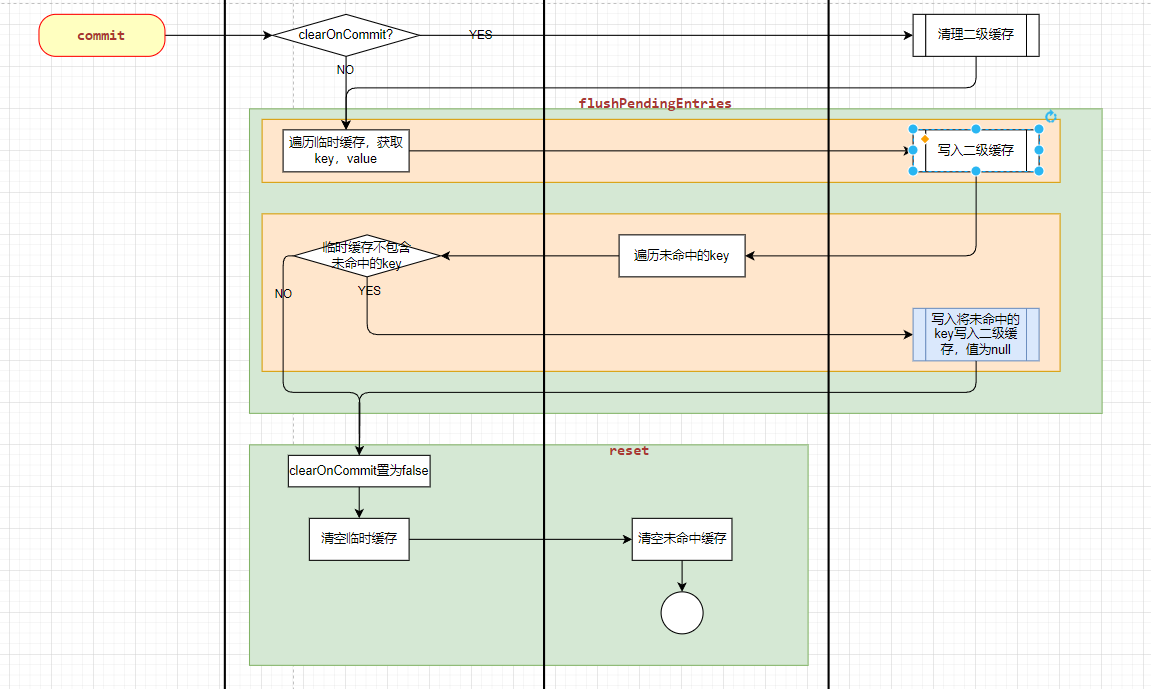 commit
clearOnCommit?
YES
清理二级缓存
NO
flushPendingEntries
遍历临时缓存，获取
key，value
写入二级缓存
临时缓存不包含
未命中的key
遍历未命中的key
NO
YES
写入将未命中的
key写入二级缓
存，值为null
reset
clearOnCommit置为false
清空临时缓存
清空未命中缓存